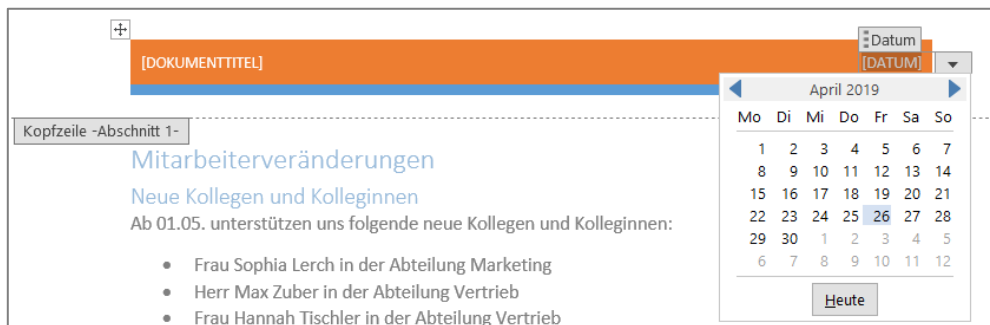 Datum
[DOKUMENTTITEL] [DATUM]
April 2019
Mo Di Mi Do Fr Sa So
1 2 3 4 5 6 7
8 9 10 11 12 13 14
15 16 17 18 19 20 21
22 23 24 25 26 27 28
29 30 1 2 3 4 5
6 7 8 9 10 11 12
Heute
Kopfzeile -Abschnitt 1-
Mitarbeiterveränderungen
Neue Kollegen und Kolleginnen
Ab 01.05. unterstützen uns folgende neue Kollegen und Kolleginnen:
• Frau Sophia Lerch in der Abteilung Marketing
• Herr Max Zuber in der Abteilung Vertrieb
• Frau Hannah Tischler in der Abteilung Vertrieb